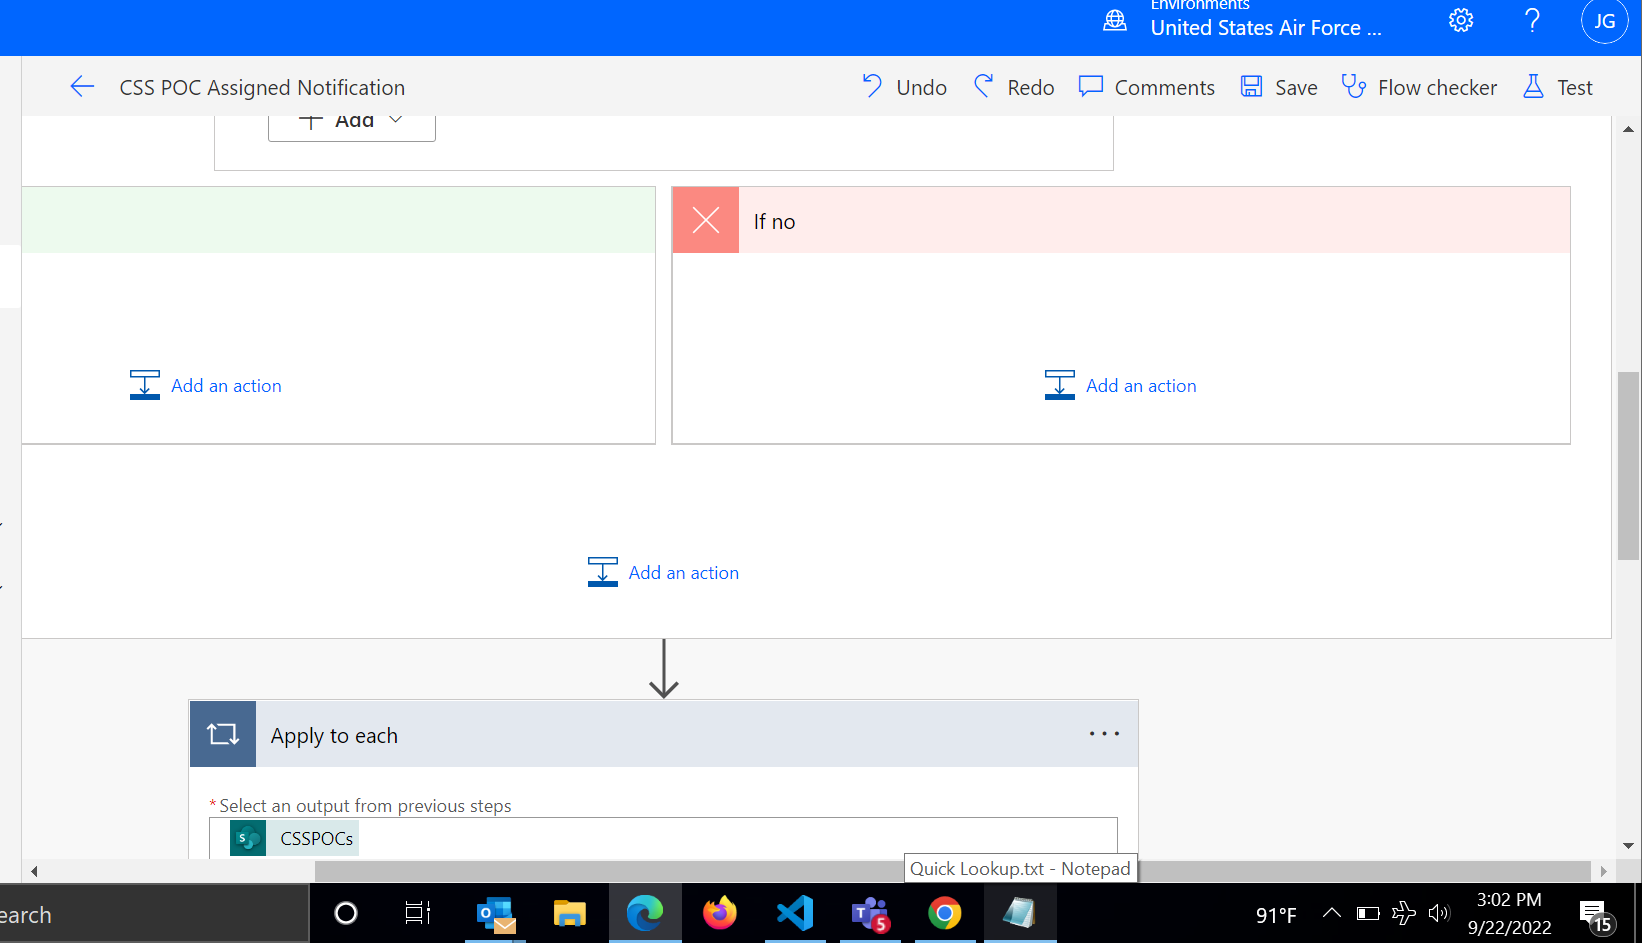 Environments
United States Air Force ...
JG
CSS POC Assigned Notification
Undo
Redo
Comments
Save
Flow checker
Test
Add
If no
Add an action
Add an action
Add an action
Apply to each
* Select an output from previous steps
S CSSPOCs
Quick Lookup.txt - Notepad
earch
5
91°F
3:02 PM
9/22/2022
15